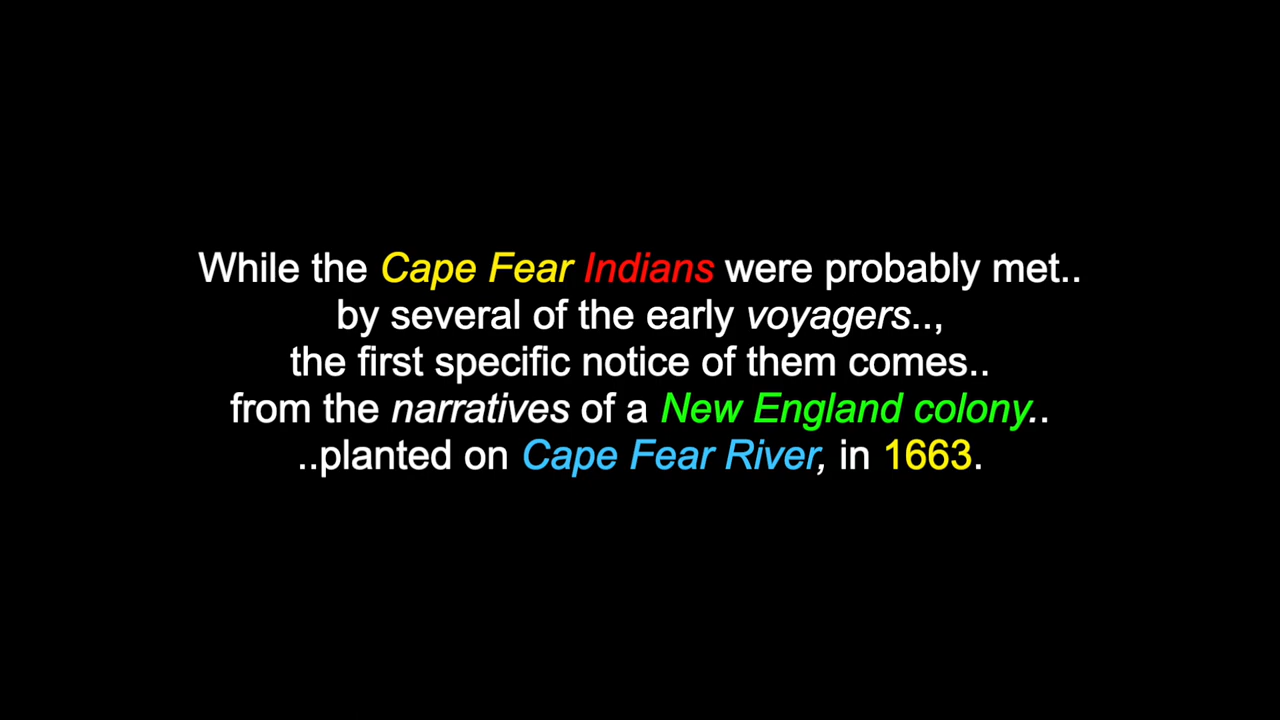 While the Cape Fear Indians were probably met..
by several of the early voyagers..,
the first specific notice of them comes..
from the narratives of a New England colony..
..planted on Cape Fear River, in 1663.